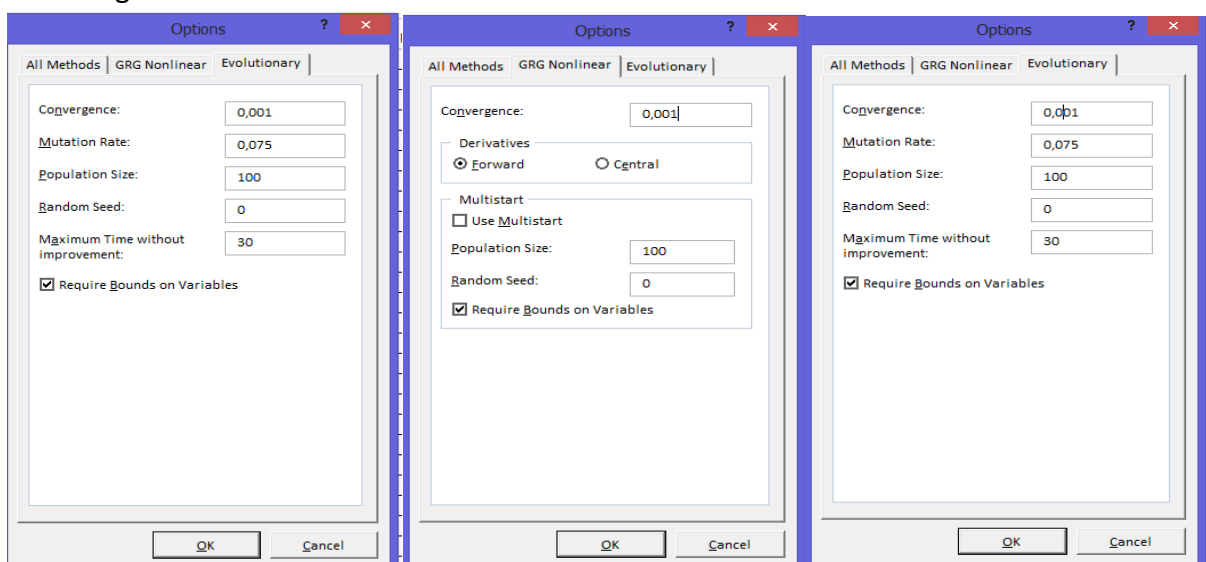 Options ? ×
All Methods GRG Nonlinear Evolutionary
Convergence: 0,001
Mutation Rate: 0,075
Population Size: 100
Random Seed: 0
Maximum Time without
improvement: 30
Require Bounds on Variables
OK Cancel
Options ? ×
All Methods GRG Nonlinear Evolutionary
Convergence: 0,001
Derivatives
Forward Central
Multistart
Use Multistart
Population Size: 100
Random Seed: 0
Require Bounds on Variables
OK Cancel
Options ? ×
All Methods GRG Nonlinear Evolutionary
Convergence: 0,001
Mutation Rate: 0,075
Population Size: 100
Random Seed: 0
Maximum Time without
improvement: 30
Require Bounds on Variables
OK Cancel